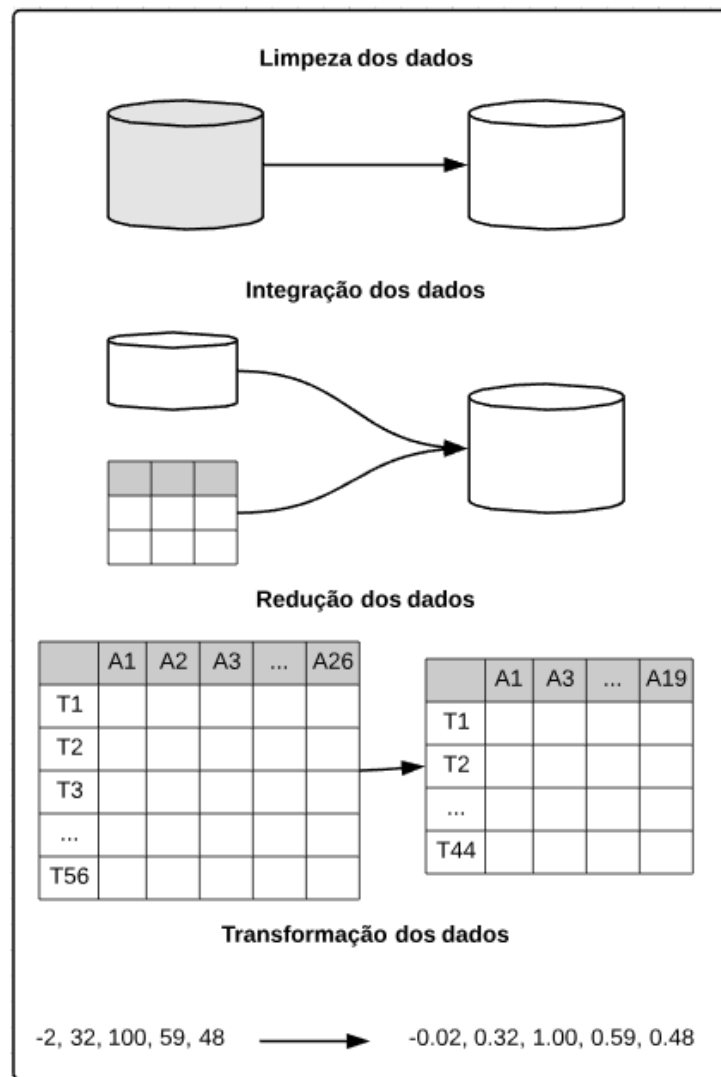 Limpeza dos dados
Integração dos dados
Redução dos dados
A1 A2 A3 ... A26
T1
T2
T3
...
T56
A1 A3 ... A19
T1
T2
...
T44
Transformação dos dados
-2, 32, 100, 59, 48
-0.02, 0.32, 1.00, 0.59, 0.48